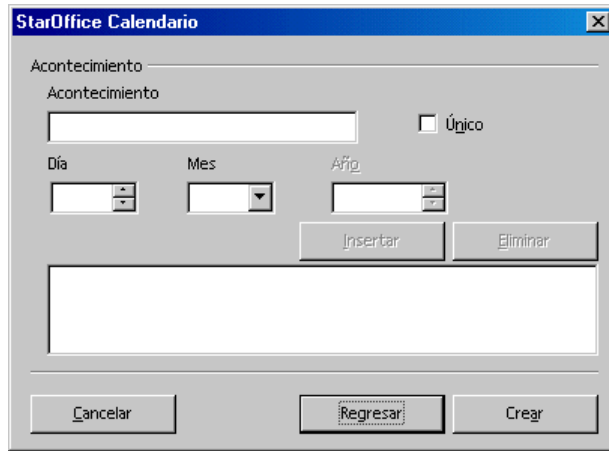 StarOffice Calendario
Acontecimiento
Acontecimiento
Único
Día Mes Año
Insertar Eliminar
Cancelar Regresar Crear